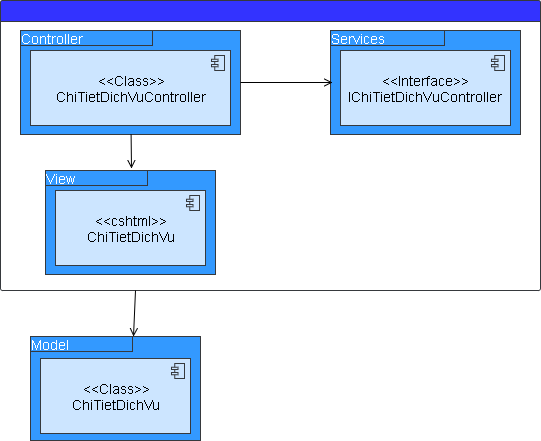 Controller
<<Class>>
ChiTietDichVuController
Services
<<Interface>>
IChiTietDichVuController
View
<<cshtml>>
ChiTietDichVu
Model
<<Class>>
ChiTietDichVu